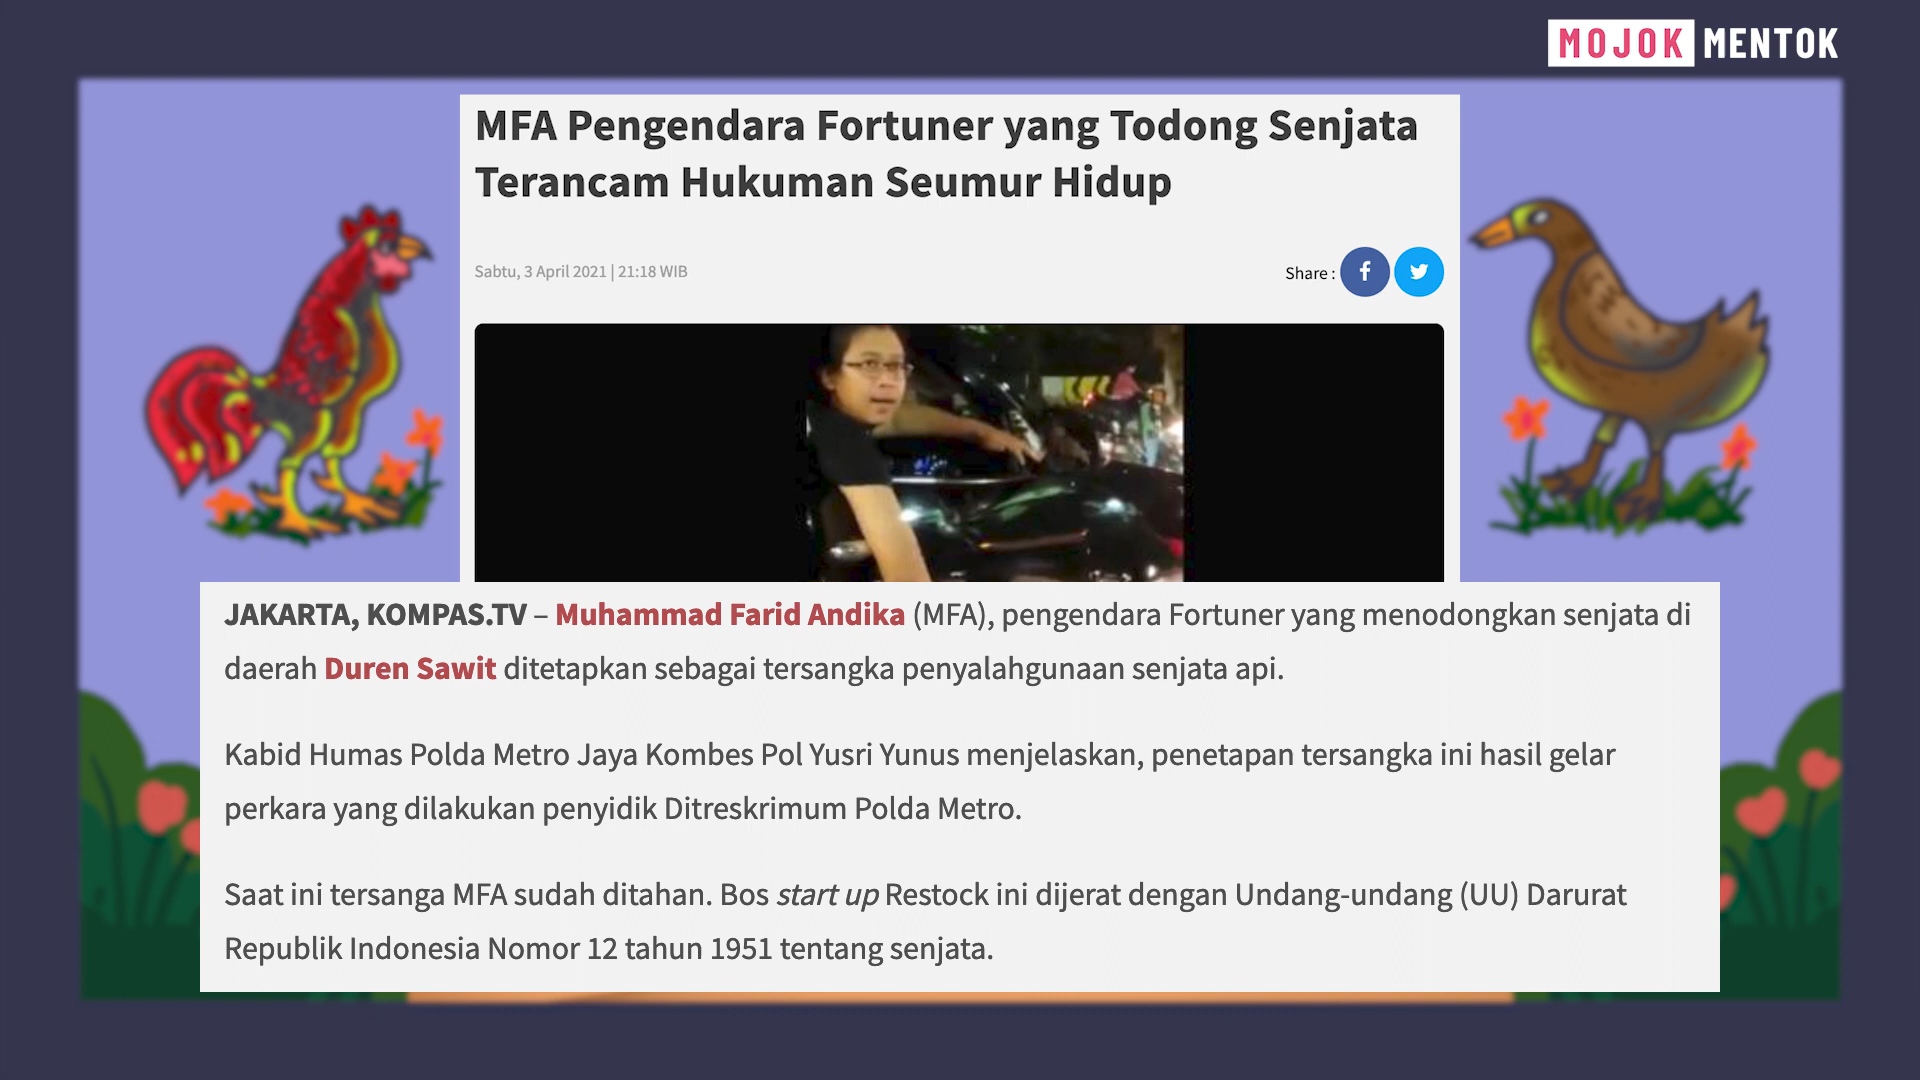 MOJOK MENTOK
MFA Pengendara Fortuner yang Todong Senjata
Terancam Hukuman Seumur Hidup
Sabtu, 3 April 2021 | 21:18 WIB
Share :
JAKARTA, KOMPAS.TV – Muhammad Farid Andika (MFA), pengendara Fortuner yang menodongkan senjata di
daerah Duren Sawit ditetapkan sebagai tersangka penyalahgunaan senjata api.
Kabid Humas Polda Metro Jaya Kombes Pol Yusri Yunus menjelaskan, penetapan tersangka ini hasil gelar
perkara yang dilakukan penyidik Ditreskrimum Polda Metro.
Saat ini tersanga MFA sudah ditahan. Bos start up Restock ini dijerat dengan Undang-undang (UU) Darurat
Republik Indonesia Nomor 12 tahun 1951 tentang senjata.